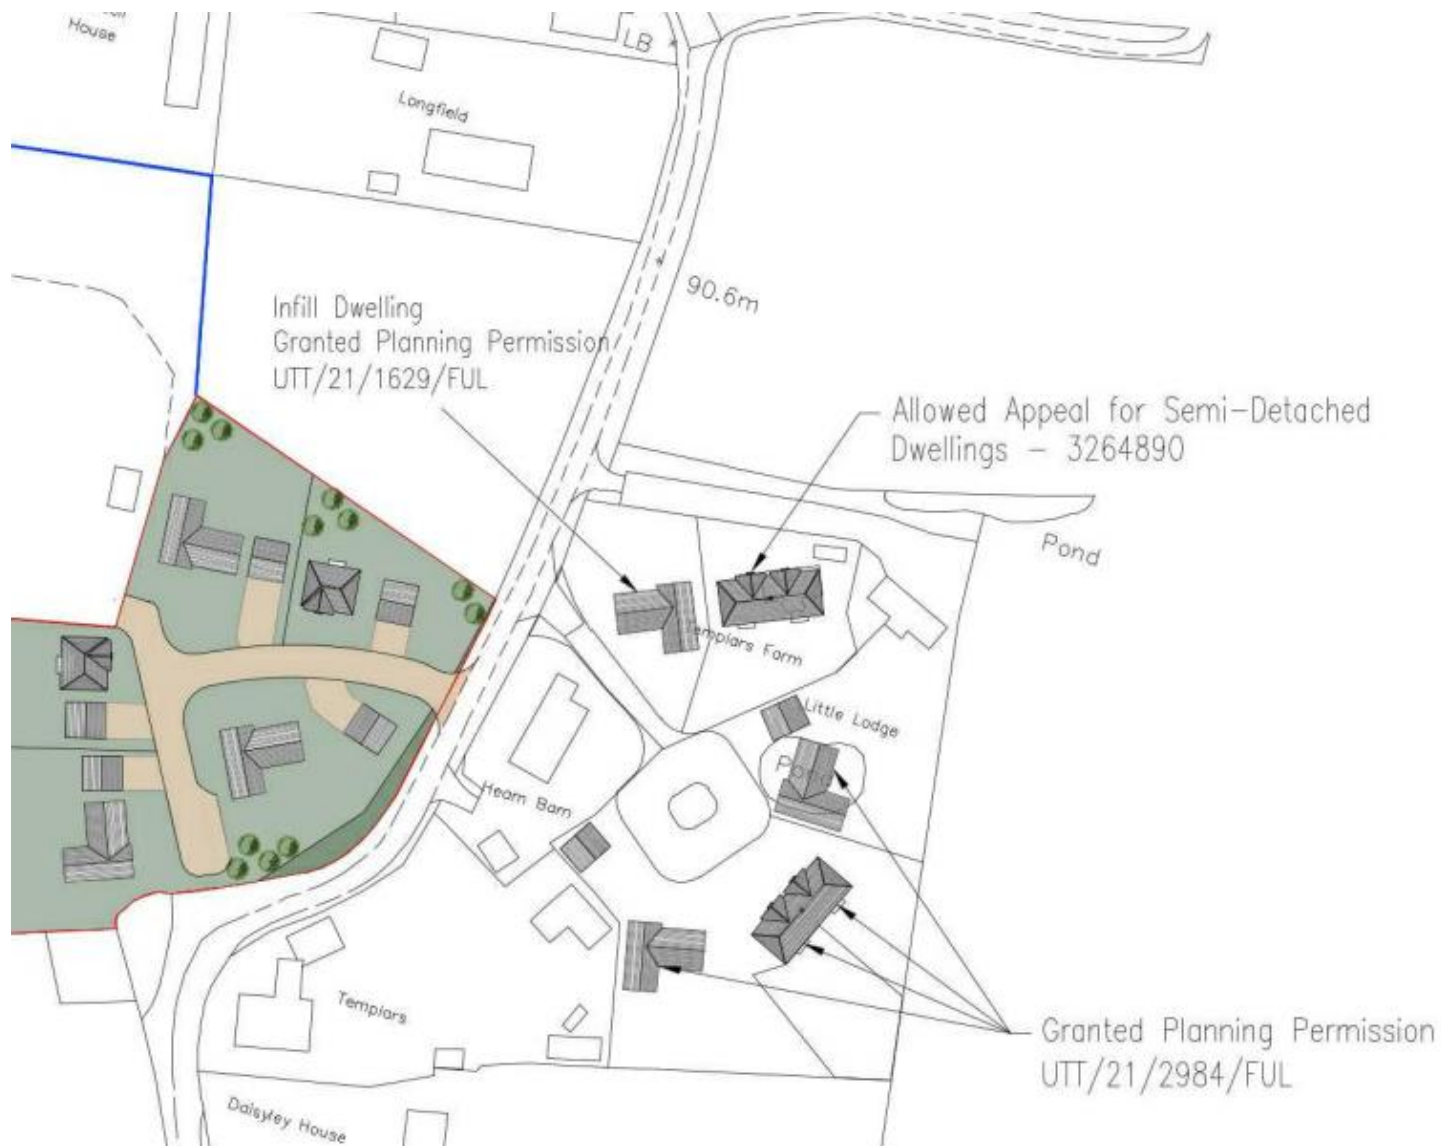 House
LB
Longfield
90.6m
Infill Dwelling
Granted Planning Permission
UTT/21/1629/FUL
Allowed Appeal for Semi-Detached
Dwellings - 3264890
Pond
Templars Farm
Little Lodge
Pond
Hearn Barn
Templars
Granted Planning Permission
UTT/21/2984/FUL
Daisyley House